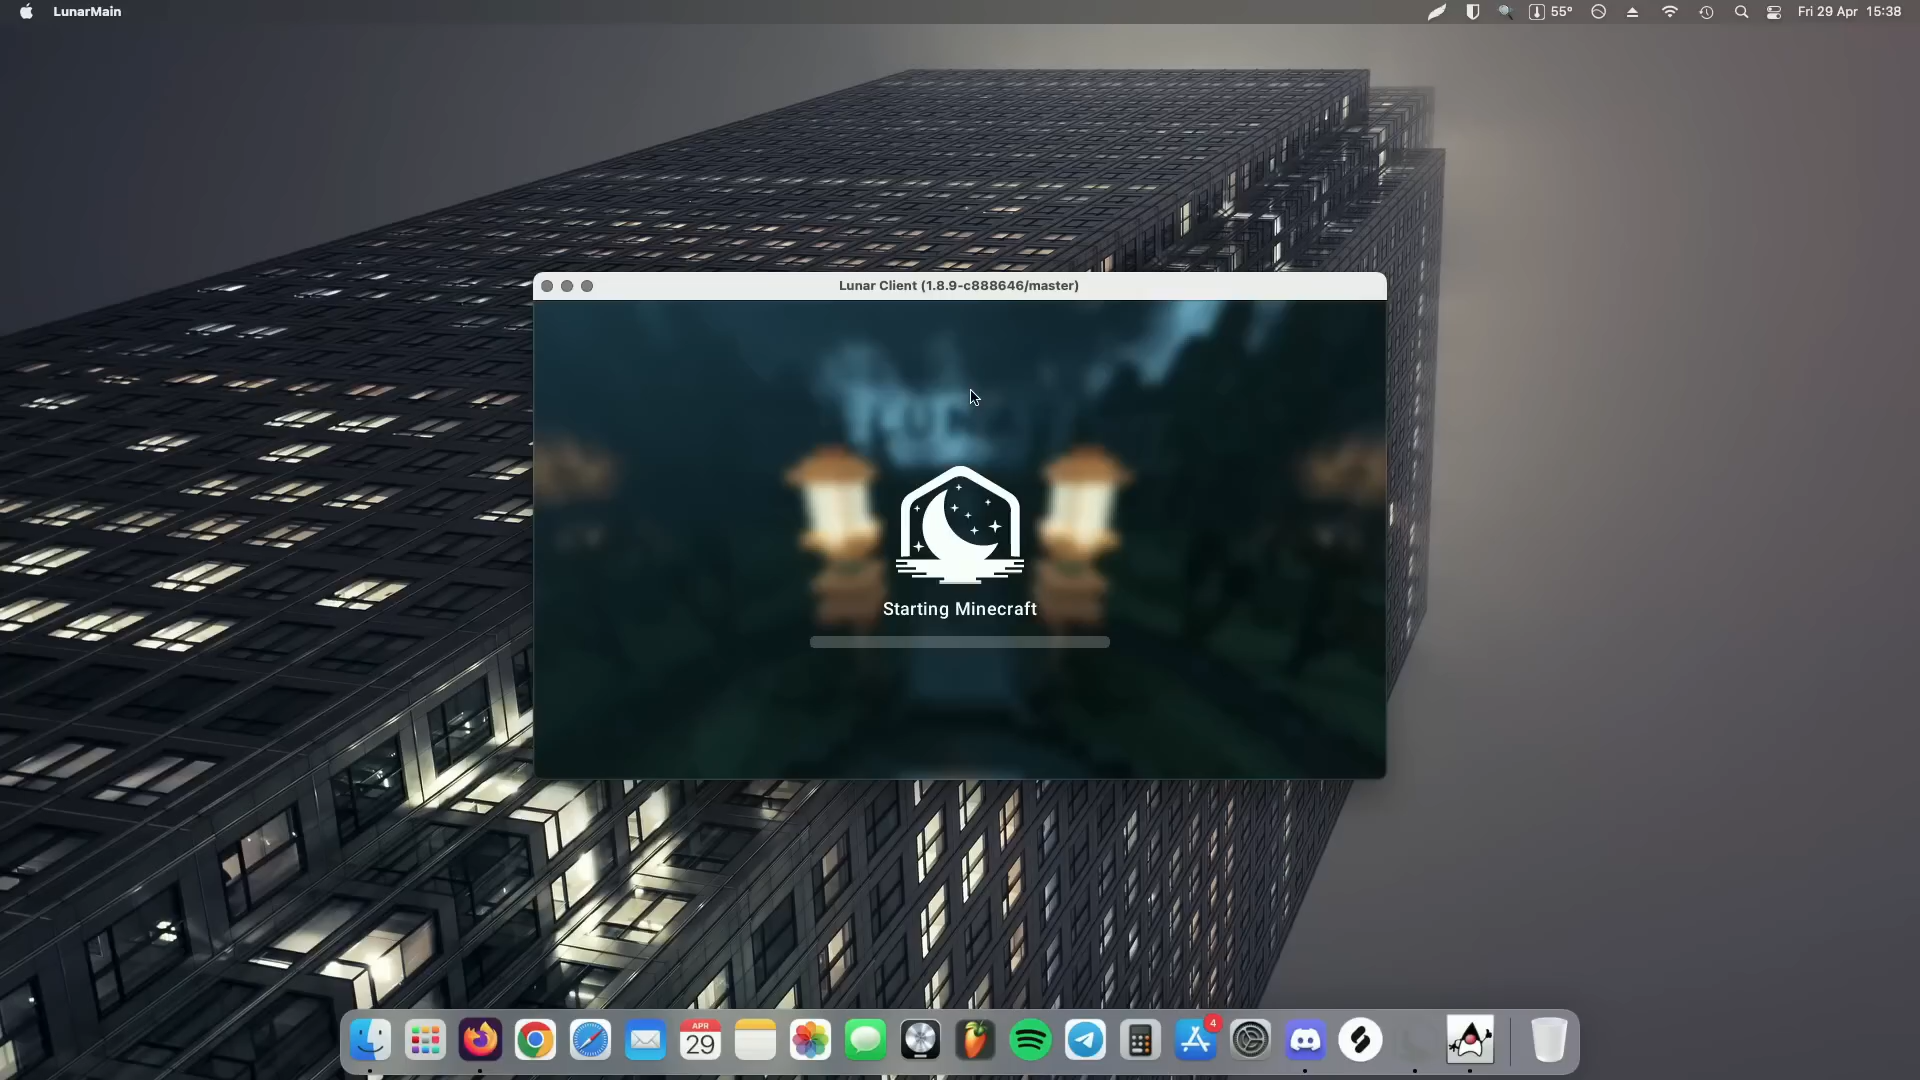 LunarMain
55°
Fri 29 Apr 15:38
Lunar Client (1.8.9-c888646/master)
Starting Minecraft
APR
29
4